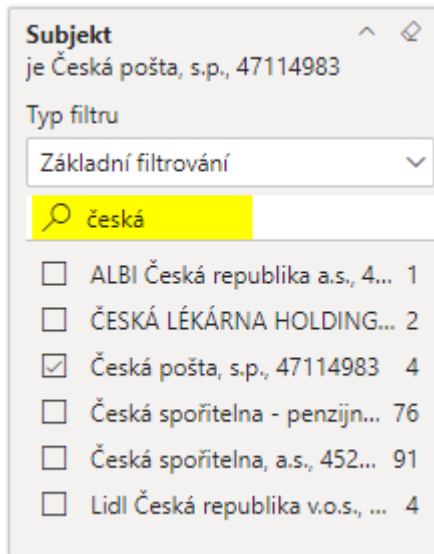 Subjekt
je Česká pošta, s.p., 47114983
Typ filtru
Základní filtrování
česká
ALBI Česká republika a.s., 4... 1
ČESKÁ LÉKÁRNA HOLDING... 2
Česká pošta, s.p., 47114983 4
Česká spořitelna - penzijn... 76
Česká spořitelna, a.s., 452... 91
Lidl Česká republika v.o.s., ... 4